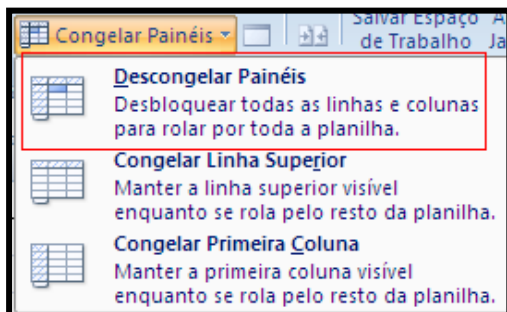 Congelar Painéis
Salvar Espaço
de Trabalho
Descongelar Painéis
Desbloquear todas as linhas e colunas
para rolar por toda a planilha.
Congelar Linha Superior
Manter a linha superior visível
enquanto se rola pelo resto da planilha.
Congelar Primeira Coluna
Manter a primeira coluna visível
enquanto se rola pelo resto da planilha.